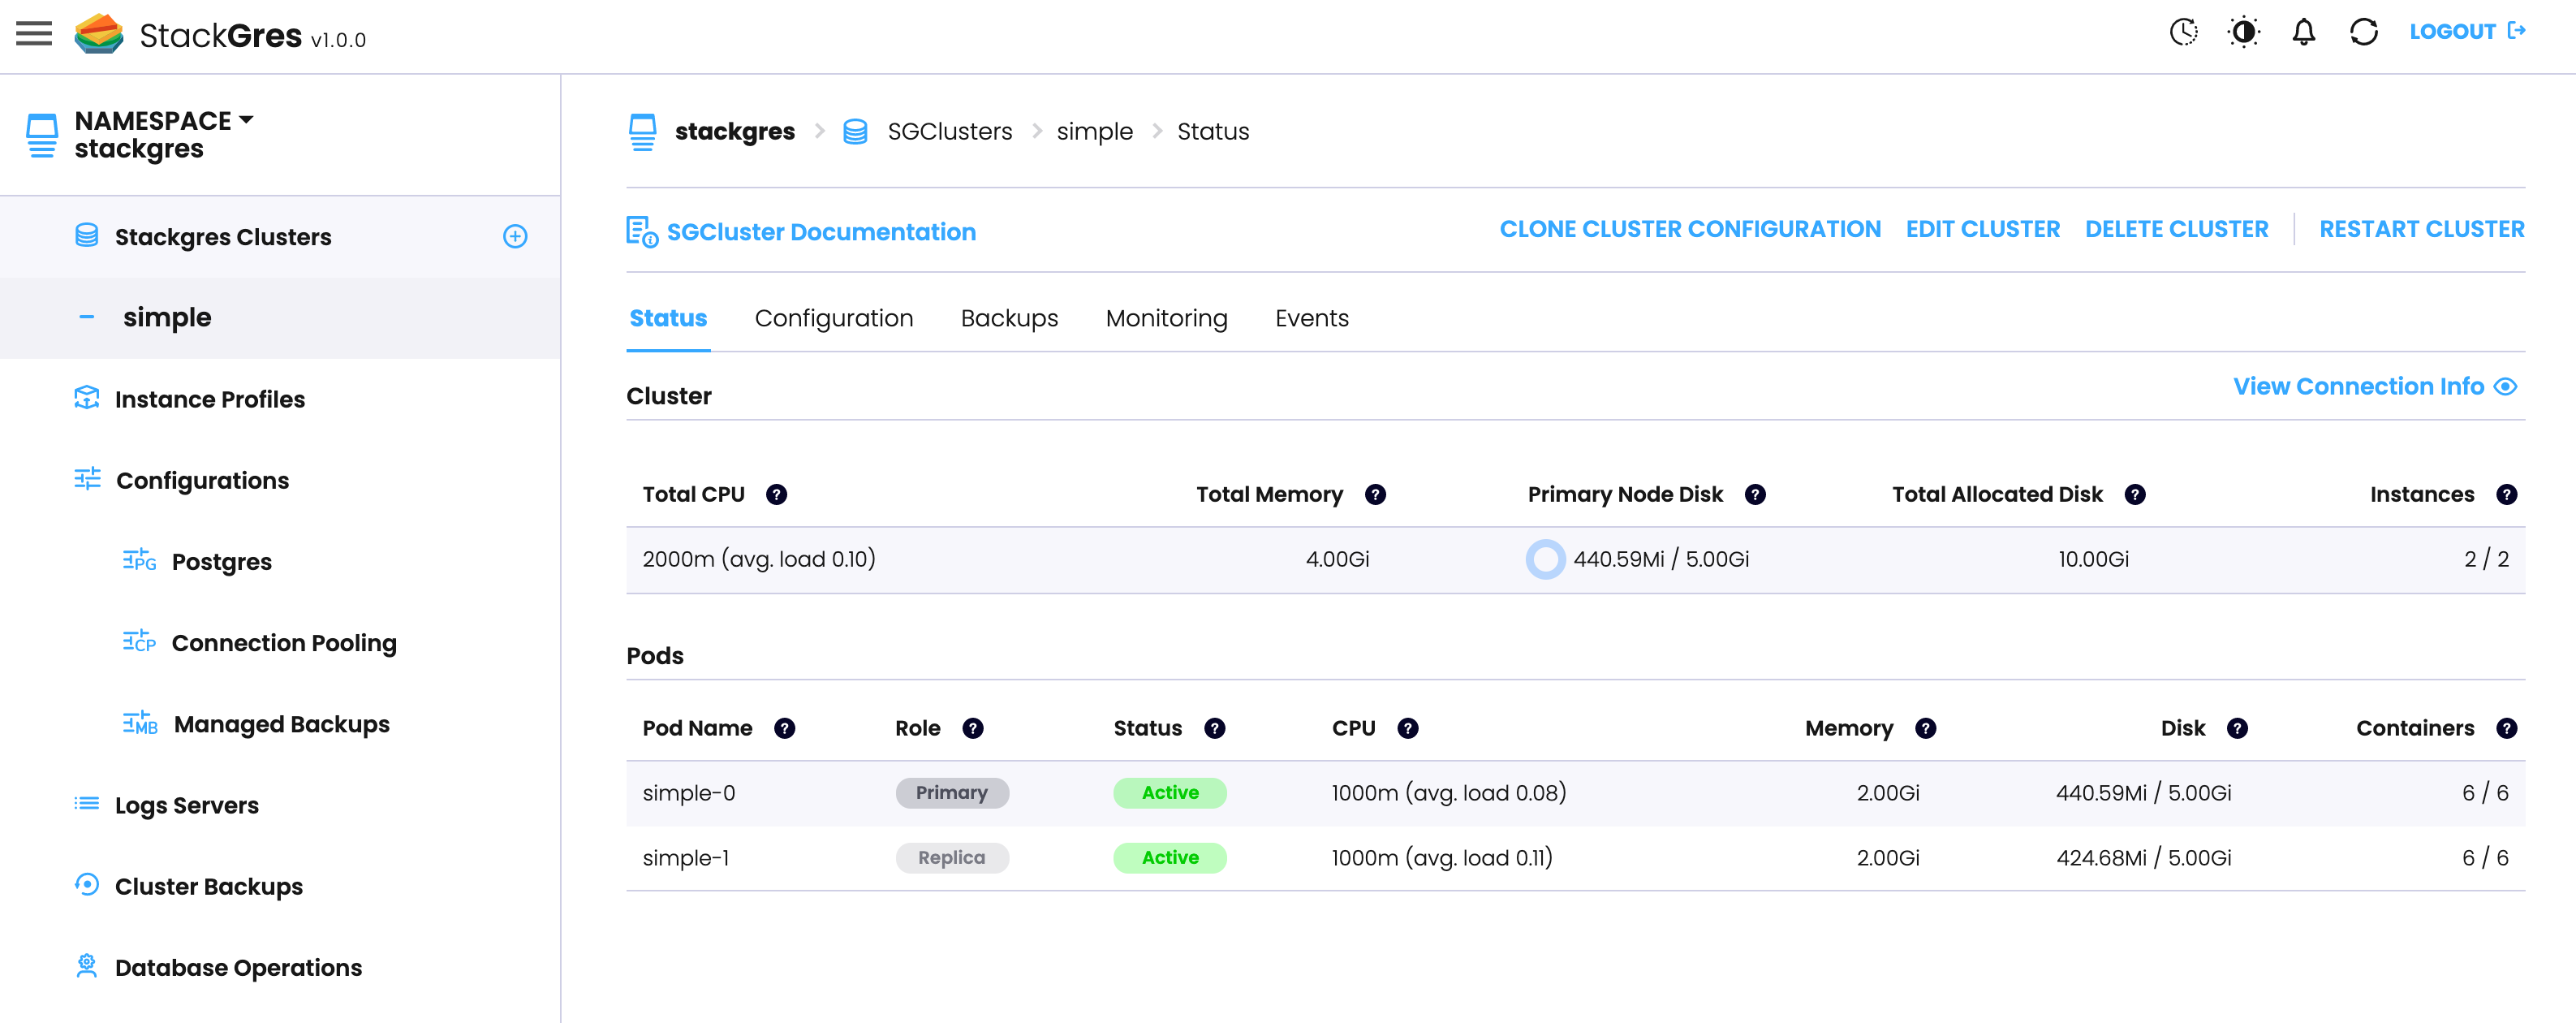 StackGres v1.0.0
LOGOUT
NAMESPACE
stackgres
Stackgres Clusters
simple
Instance Profiles
Configurations
PG Postgres
CP Connection Pooling
MB Managed Backups
Logs Servers
Cluster Backups
Database Operations
stackgres SGClusters simple Status
SGCluster Documentation CLONE CLUSTER CONFIGURATION EDIT CLUSTER DELETE CLUSTER RESTART CLUSTER
Status Configuration Backups Monitoring Events
Cluster View Connection Info
Total CPU ? Total Memory ? Primary Node Disk ? Total Allocated Disk ? Instances ?
2000m (avg. load 0.10) 4.00Gi 440.59Mi / 5.00Gi 10.00Gi 2 / 2
Pods
Pod Name ? Role ? Status ? CPU ? Memory ? Disk ? Containers ?
simple-0 Primary Active 1000m (avg. load 0.08) 2.00Gi 440.59Mi / 5.00Gi 6 / 6
simple-1 Replica Active 1000m (avg. load 0.11) 2.00Gi 424.68Mi / 5.00Gi 6 / 6